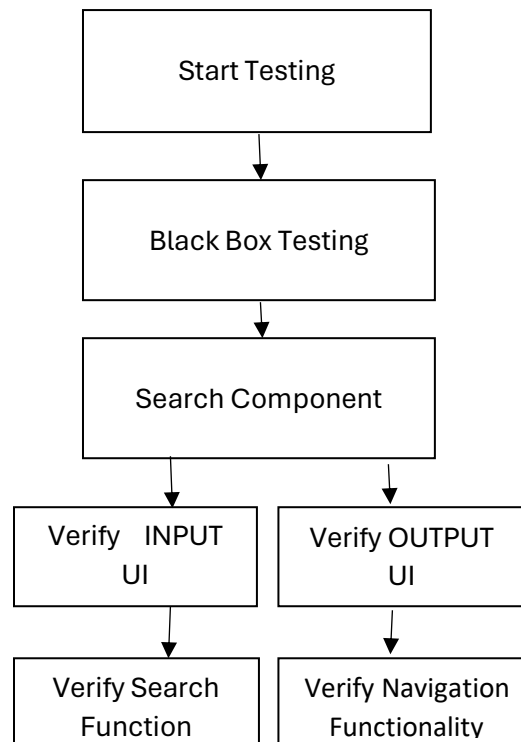 Start Testing
Black Box Testing
Search Component
Verify INPUT
UI
Verify OUTPUT
UI
Verify Search
Function
Verify Navigation
Functionality